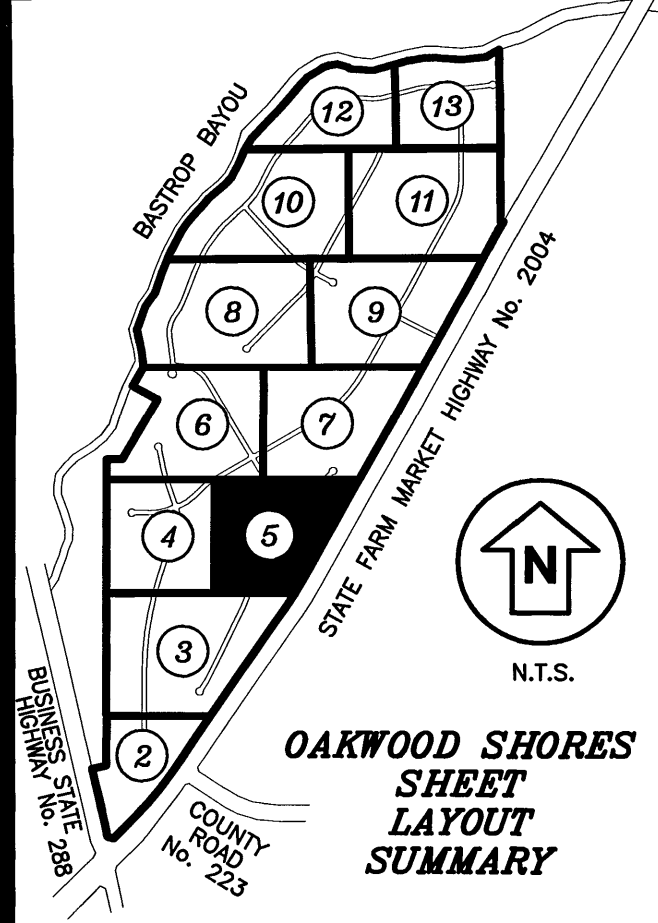 BASTROP BAYOU
12
13
10
11
8
9
6
7
4
5
3
2
STATE FARM MARKET HIGHWAY No. 2004
N
N.T.S.
BUSINESS STATE
HIGHWAY No. 288
COUNTY
ROAD
No. 223
OAKWOOD SHORES
SHEET
LAYOUT
SUMMARY